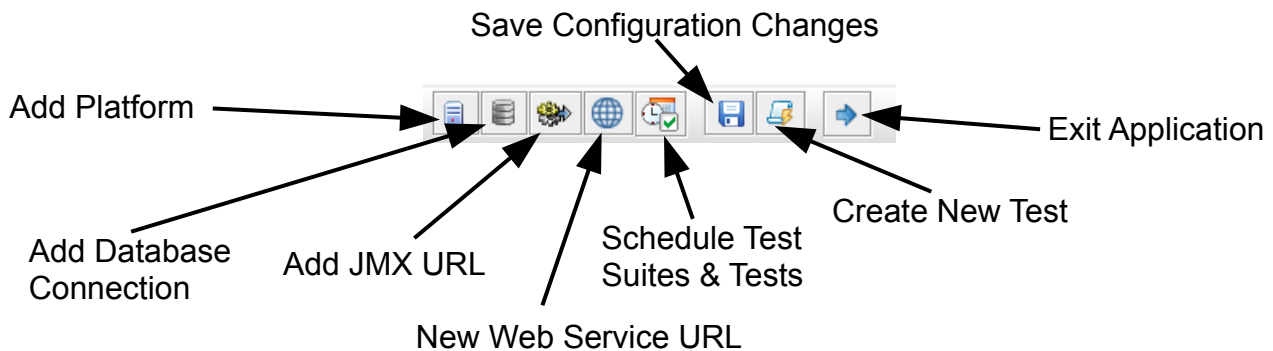 Save Configuration Changes
Add Platform
Exit Application
Create New Test
Add Database
Connection
Add JMX URL
Schedule Test
Suites & Tests
New Web Service URL